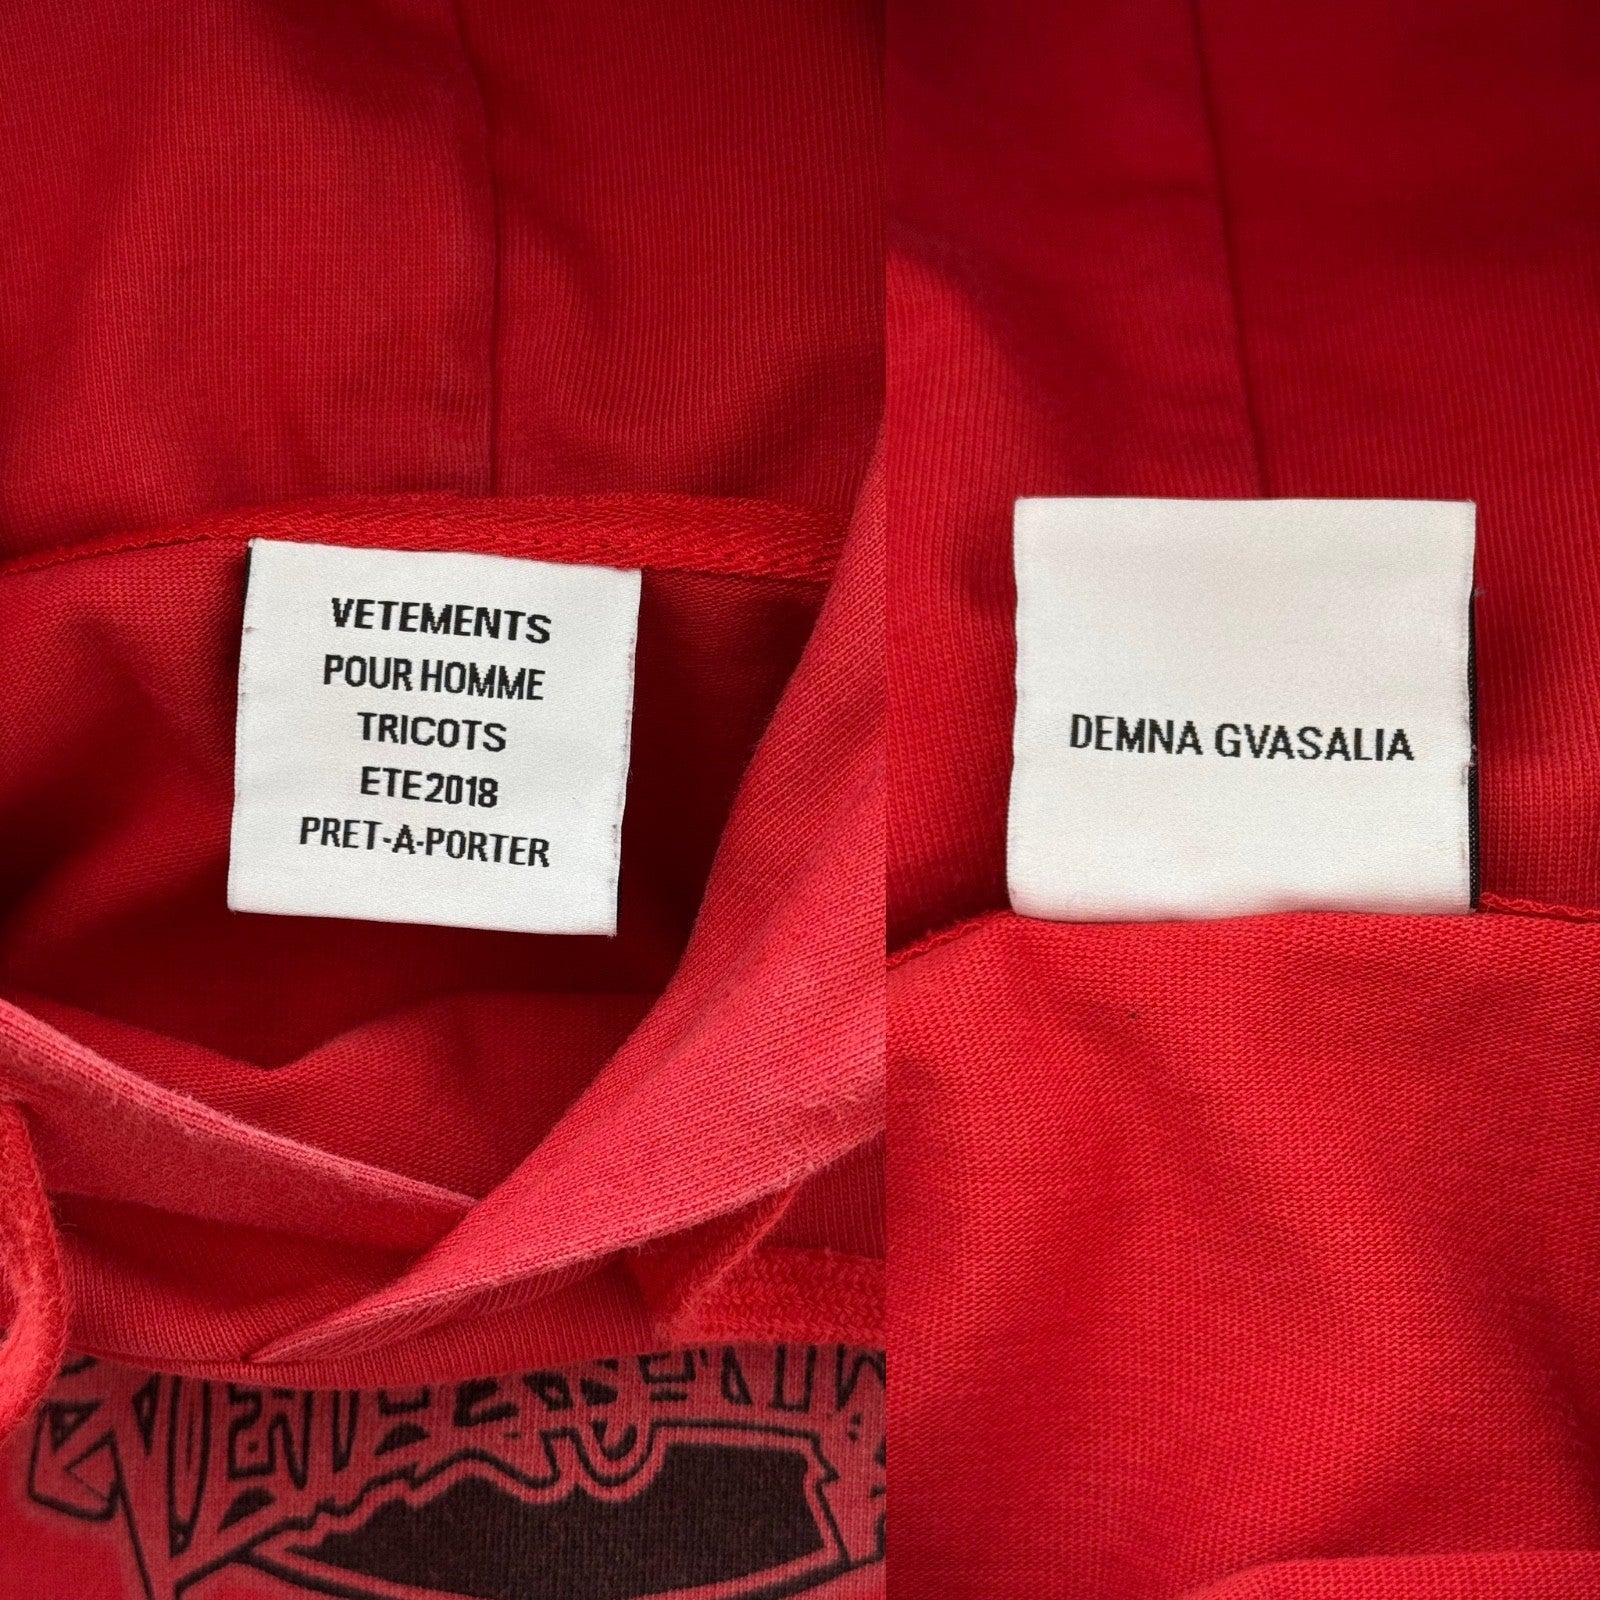 VETEMENTS
POUR HOMME
TRICOTS
ETE2018
PRET-A-PORTER
DEMNA GVASALIA